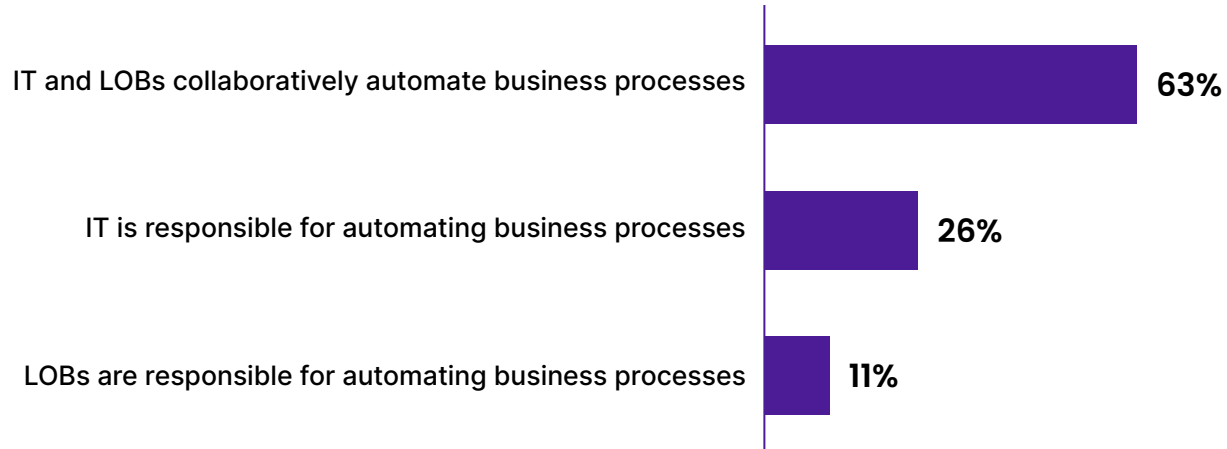 IT and LOBs collaboratively automate business processes 63%
IT is responsible for automating business processes 26%
LOBs are responsible for automating business processes 11%